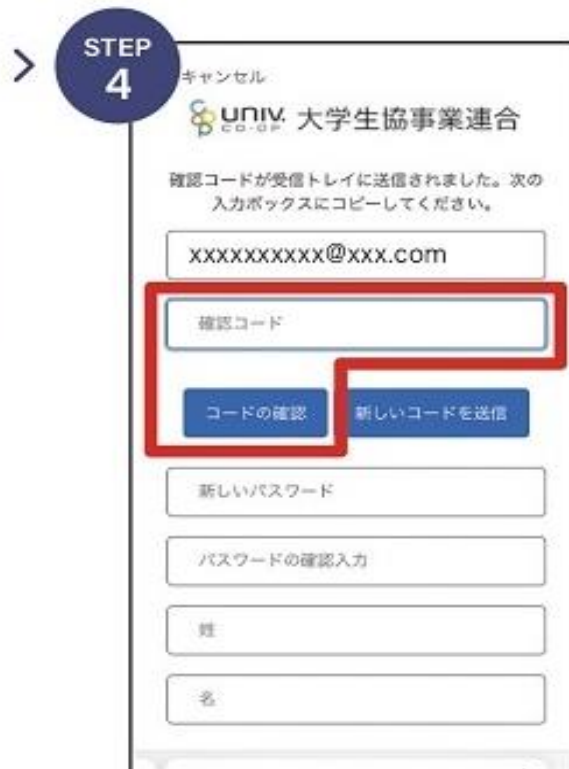 STEP
4
キャンセル
UNIV.
CO-OP
大学生協事業連合
確認コードが受信トレイに送信されました。次の
入力ボックスにコピーしてください。
xxxxxxxxxx@xxx.com
確認コード
コードの確認
新しいコードを送信
新しいパスワード
パスワードの確認入力
姓
名